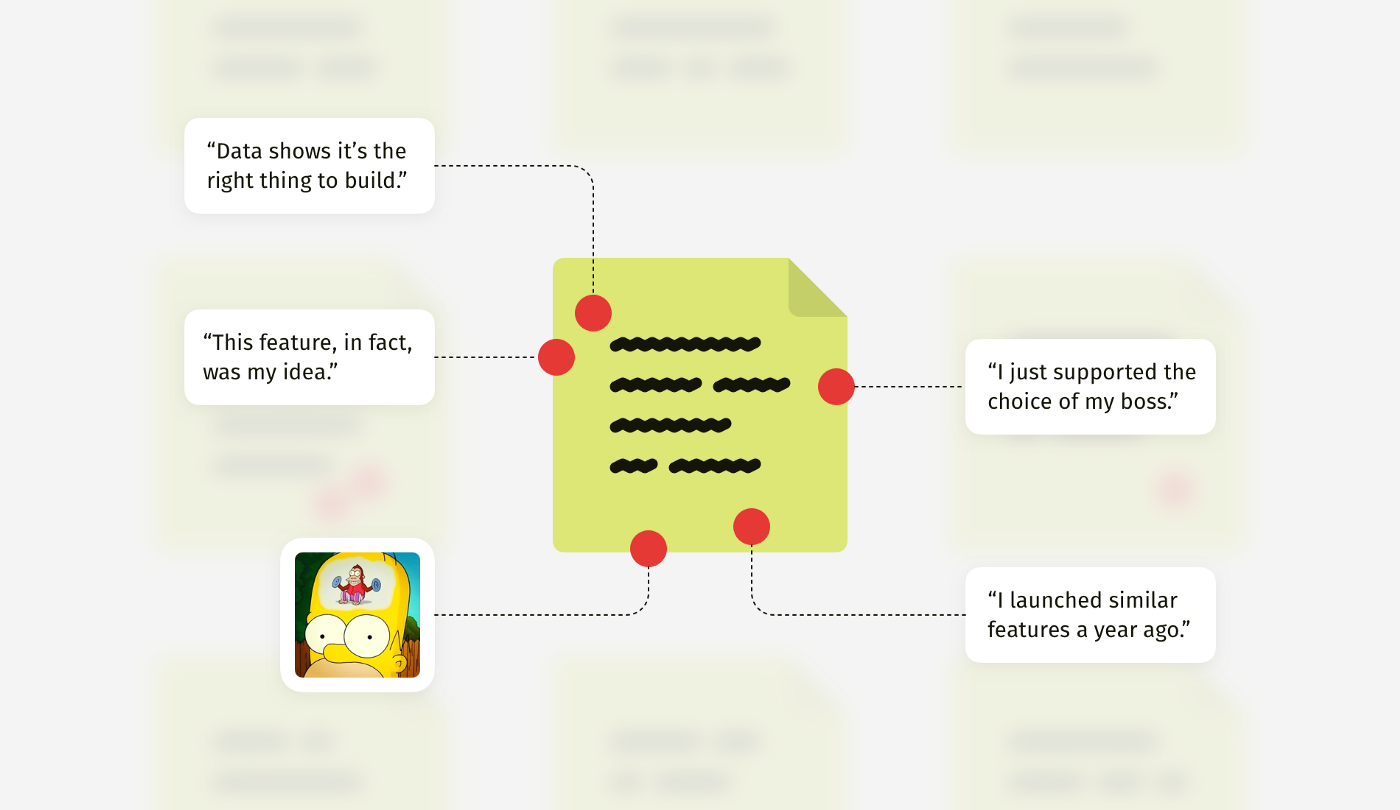 “Data shows it’s the
right thing to build.”
“This feature, in fact,
was my idea.”
“I just supported the
choice of my boss.”
“I launched similar
features a year ago.”